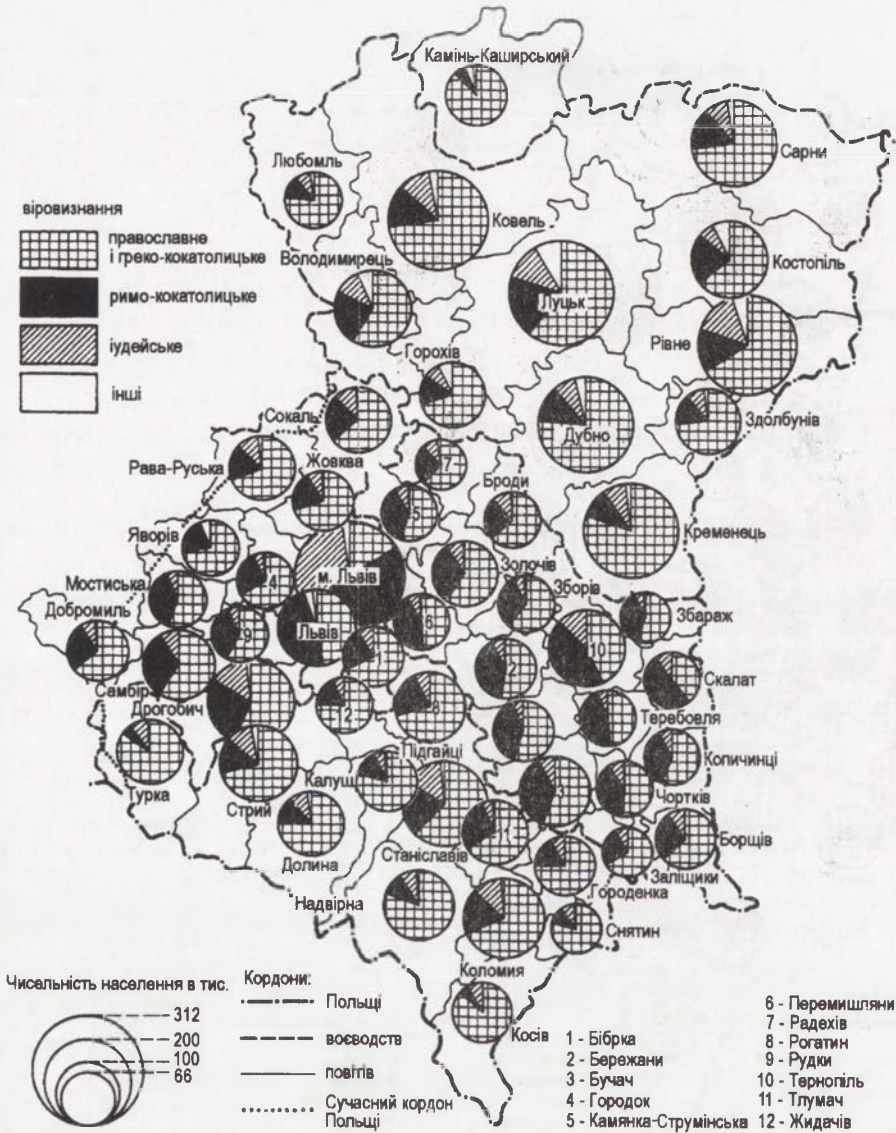 Камінь-Каширський
Сарни
Любомль
віровизнання
православне
і греко-кокатолицьке
римо-кокатолицьке
іудейське
інші
Ковель
Володимирець
Костопіль
Луцьк
Рівне
Горохів
Сокаль
Дубно
Здолбунів
Рава-Руська
Жовква
7
Броди
5
Кременець
Яворів
м. Львів
Золочів
4
Мостиська
Зборів
Збараж
Добромиль
9
Львів
6
10
1
2
Скалат
Самбір
Дрогобич
12
8
Теребовля
Підгайці
Копичинці
Турка
Калуш
3
Чортків
Стрий
11
Борщів
Долина
Станіславів
Заліщики
Городенка
Надвірна
Снятин
Коломия
Косів
Чисельність населення в тис.
312
200
100
66
Кордони:
Польщі
воєводств
повітів
Сучасний кордон
Польщі
1 - Бібрка
2 - Бережани
3 - Бучач
4 - Городок
5 - Камянка-Струмінська
6 - Перемишляни
7 - Радехів
8 - Рогатин
9 - Рудки
10 - Тернопіль
11 - Тлумач
12 - Жидачів